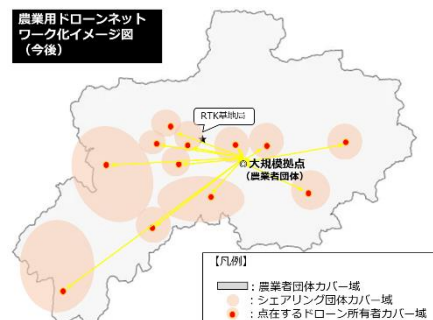 農業用ドローンネット
ワーク化イメージ図
（今後）
RTK基地局
◎大規模拠点
（農業者団体）
【凡例】
：農業者団体カバー域
：シェアリング団体カバー域
：点在するドローン所有者カバー域